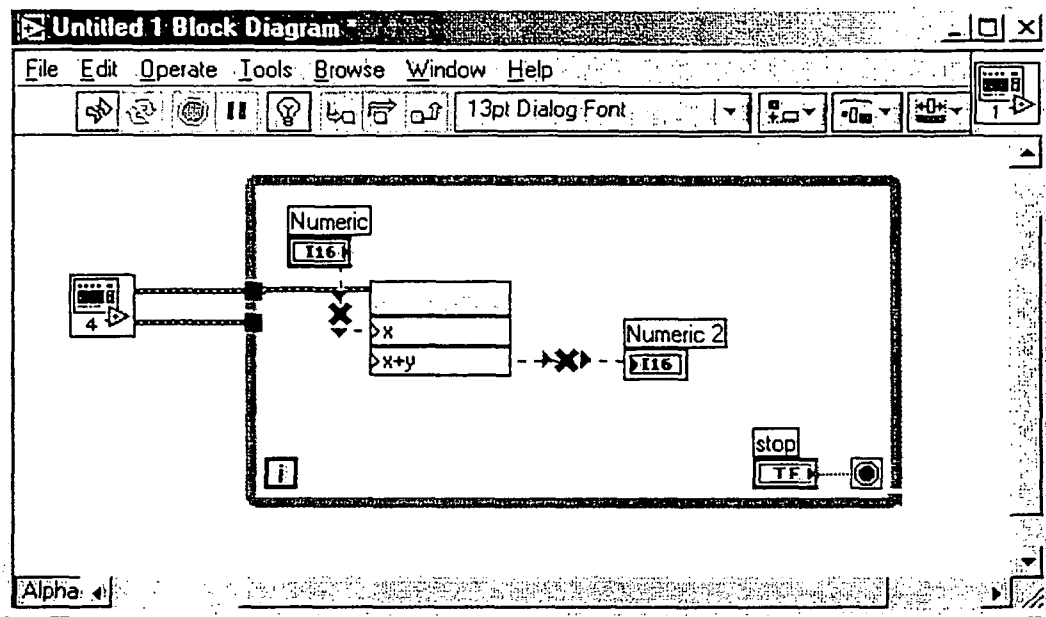 Untitled 1 Block Diagram *
File Edit Operate Tools Browse Window Help
13pt Dialog Font
1
Numeric
I16
4
x
x+y
Numeric 2
I16
stop
TF
i
Alpha